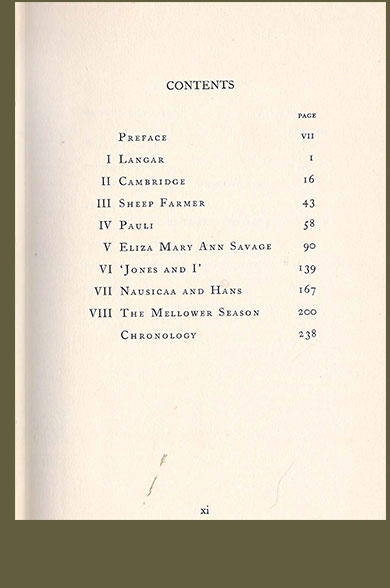 CONTENTS
PAGE
PREFACE VII
I LANGAR 1
II CAMBRIDGE 16
III SHEEP FARMER 43
IV PAULI 58
V ELIZA MARY ANN SAVAGE 90
VI ‘JONES AND I’ 139
VII NAUSICAA AND HANS 167
VIII THE MELLOWER SEASON 200
CHRONOLOGY 238
xi